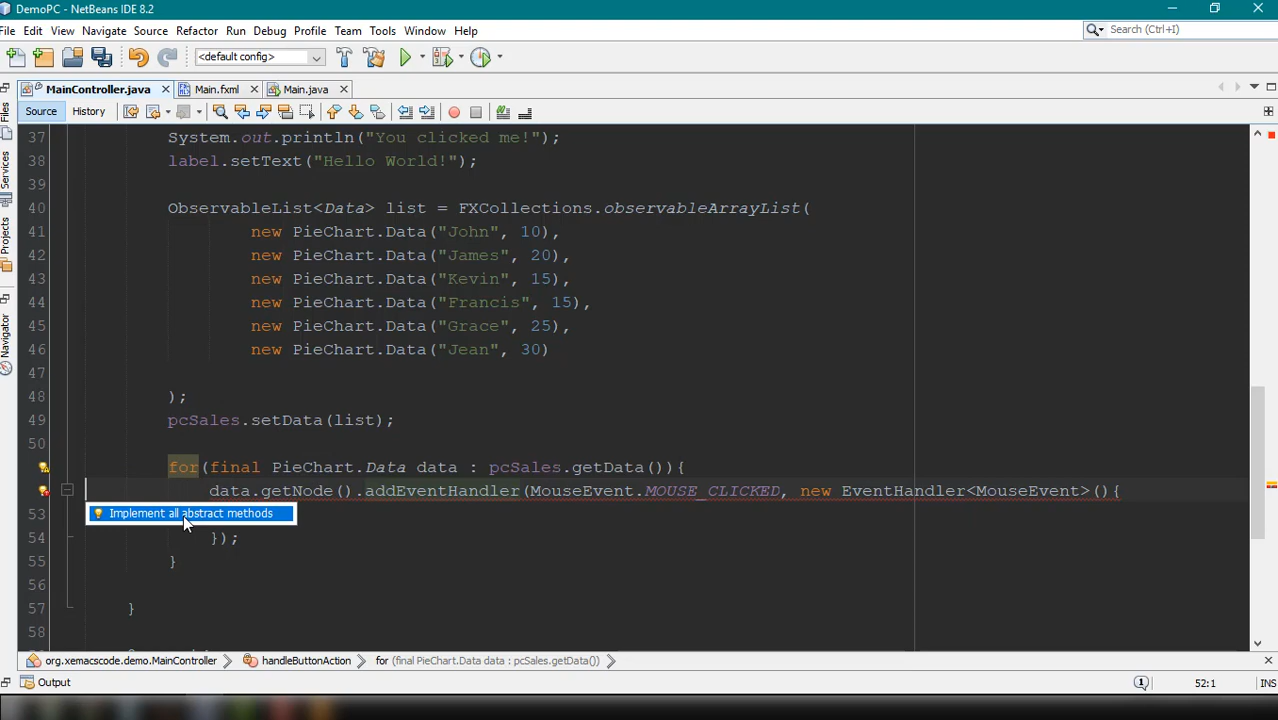 DemoPC - NetBeans IDE 8.2
File Edit View Navigate Source Refactor Run Debug Profile Team Tools Window Help
Search (Ctrl+I)
<default config>
MainController.java Main.fxml Main.java
Source History
Files
Services
Projects
Navigator
37 System.out.println("You clicked me!");
38 label.setText("Hello World!");
39
40 ObservableList<Data> list = FXCollections.observableArrayList(
41 new PieChart.Data("John", 10),
42 new PieChart.Data("James", 20),
43 new PieChart.Data("Kevin", 15),
44 new PieChart.Data("Francis", 15),
45 new PieChart.Data("Grace", 25),
46 new PieChart.Data("Jean", 30)
47
48 );
49 pcSales.setData(list);
50
for(final PieChart.Data data : pcSales.getData()){
data.getNode().addEventHandler(MouseEvent.MOUSE_CLICKED, new EventHandler<MouseEvent>(){
Implement all abstract methods
53
54 });
55 }
56
57 }
58
org.xemacscode.demo.MainController handleButtonAction for (final PieChart.Data data : pcSales.getData())
Output
1 52:1 INS